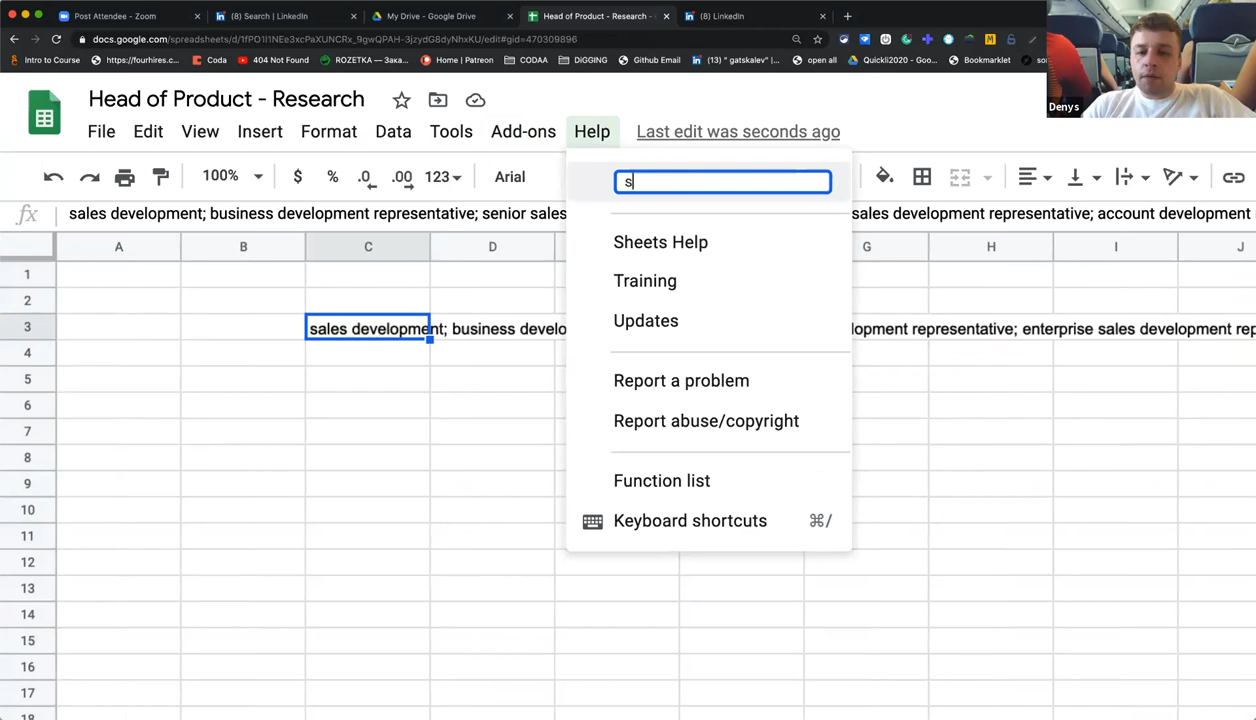 Post Attendee - Zoom
(8) Search | LinkedIn
My Drive - Google Drive
Head of Product - Research -
(8) LinkedIn
docs.google.com/spreadsheets/d/1fPO1I1NEe3xcPaXUNCRx_9gwQPAH-3jzydG8dyNhxKU/edit#gid=470309896
Intro to Course
https://fourhires.c...
Coda
404 Not Found
ROZETKA — Зака...
Home | Patreon
CODAA
DiGGING
Github Email
(13) " gatskalev" ...
open all
Quickli2020 - Goo...
Bookmarklet
Denys
Head of Product - Research
File Edit View Insert Format Data Tools Add-ons Help Last edit was seconds ago
100% $ % .0 .00 123 Arial
s
fx sales development; business development representative; senior sales
sales development representative; account development
A B C D G H I J
Sheets Help
Training
Updates
Report a problem
Report abuse/copyright
Function list
Keyboard shortcuts ⌘/
1
2
3 sales development; business develo
opment representative; enterprise sales development rep
4
5
6
7
8
9
10
11
12
13
14
15
16
17
18